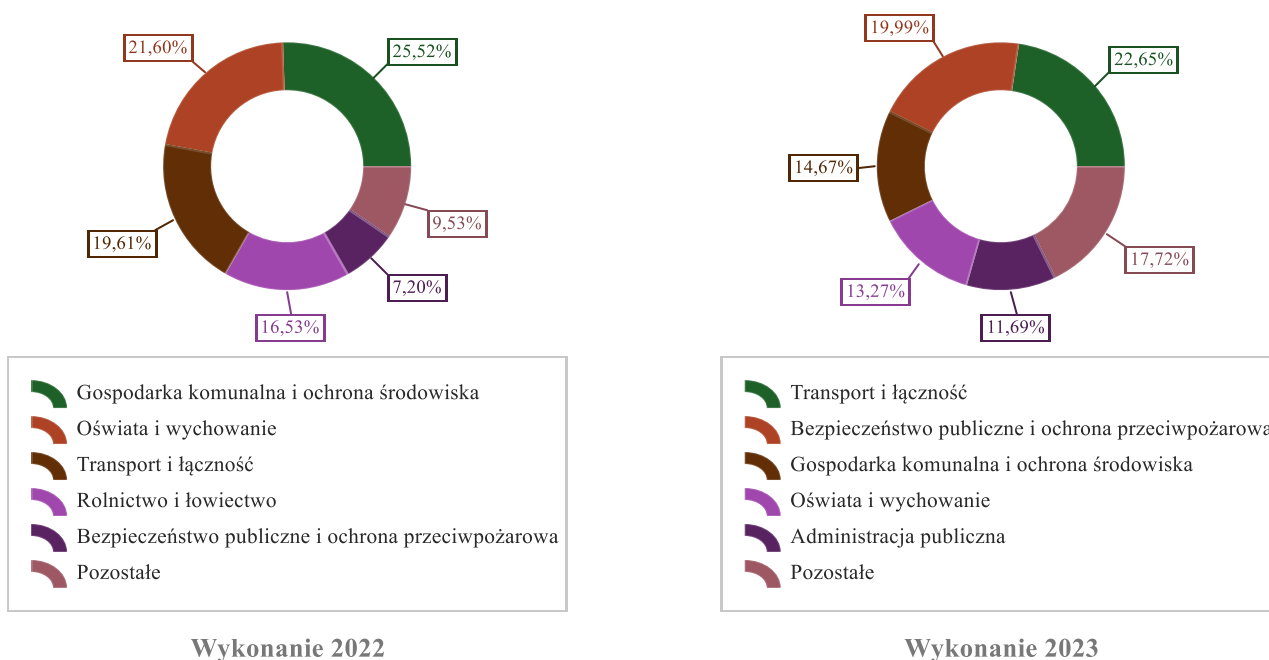 21,60%
25,52%
19,61%
9,53%
7,20%
16,53%
Gospodarka komunalna i ochrona środowiska
Oświata i wychowanie
Transport i łączność
Rolnictwo i łowiectwo
Bezpieczeństwo publiczne i ochrona przeciwpożarowa
Pozostałe
Wykonanie 2022
19,99%
22,65%
14,67%
17,72%
13,27%
11,69%
Transport i łączność
Bezpieczeństwo publiczne i ochrona przeciwpożarowa
Gospodarka komunalna i ochrona środowiska
Oświata i wychowanie
Administracja publiczna
Pozostałe
Wykonanie 2023